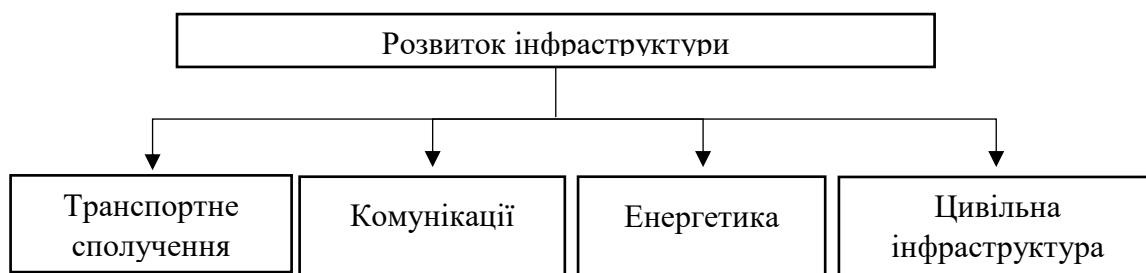 Розвиток інфраструктури
Транспортне
сполучення
Комунікації
Енергетика
Цивільна
інфраструктура